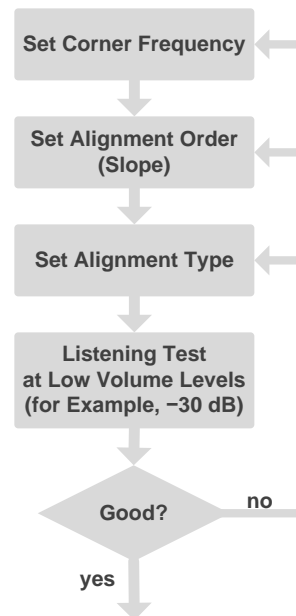 Set Corner Frequency
Set Alignment Order
(Slope)
Set Alignment Type
Listening Test
at Low Volume Levels
(for Example, −30 dB)
Good?
no
yes